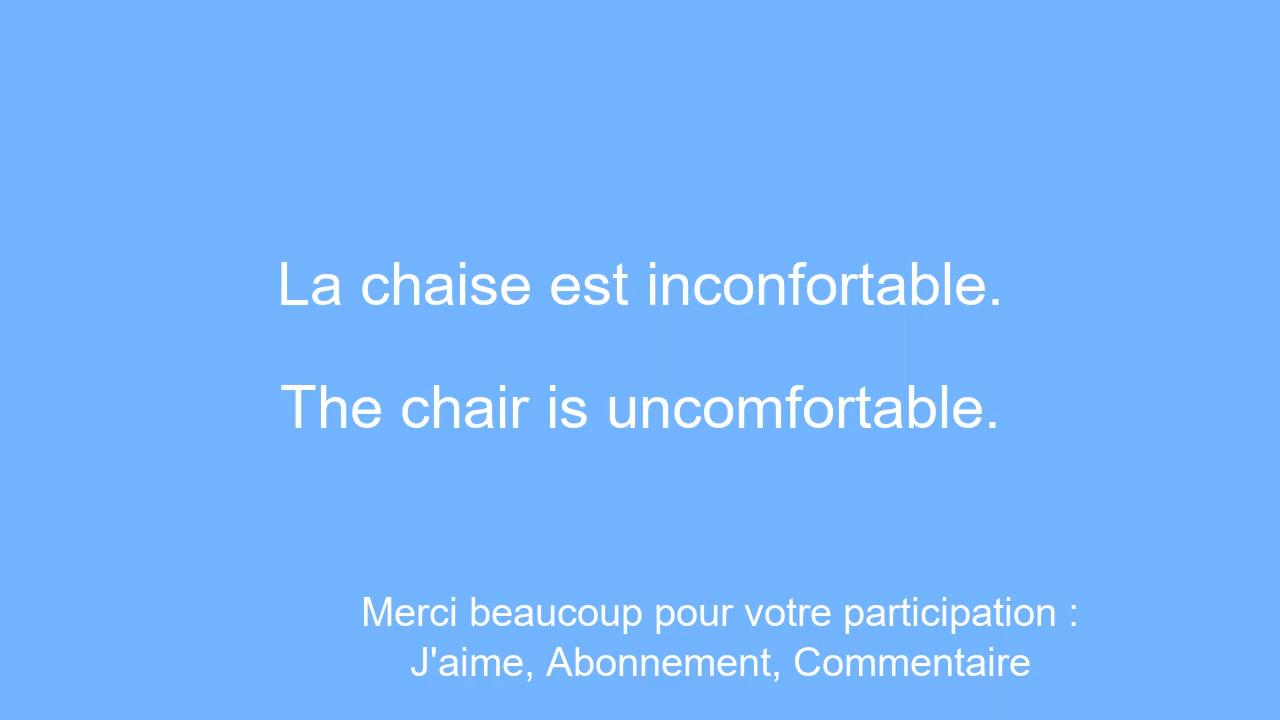 La chaise est inconfortable.
The chair is uncomfortable.
Merci beaucoup pour votre participation :
J'aime, Abonnement, Commentaire